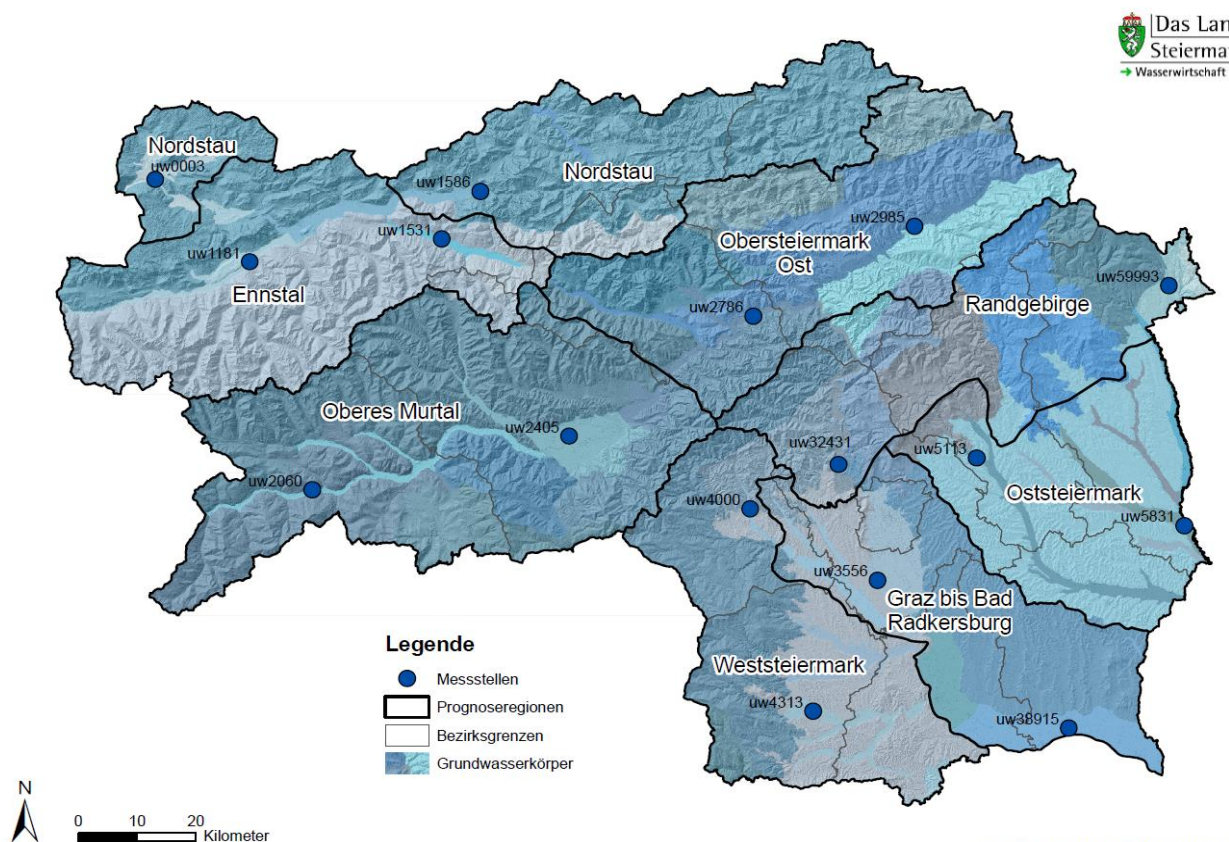 Das Lan
Steiermar
→ Wasserwirtschaft
Nordstau
uw0003
uw1586
Nordstau
uw1181
uw1531
Ennstal
uw2985
Obersteiermark
Ost
uw2786
uw59993
Randgebirge
Oberes Murtal
uw2405
uw2060
uw32431
uw5113
uw4000
Oststeiermark
uw5831
uw3556
Graz bis Bad
Radkersburg
Weststeiermark
uw4313
uw38915
Legende
Messstellen
Prognoseregionen
Bezirksgrenzen
Grundwasserkörper
N
0 10 20
Kilometer